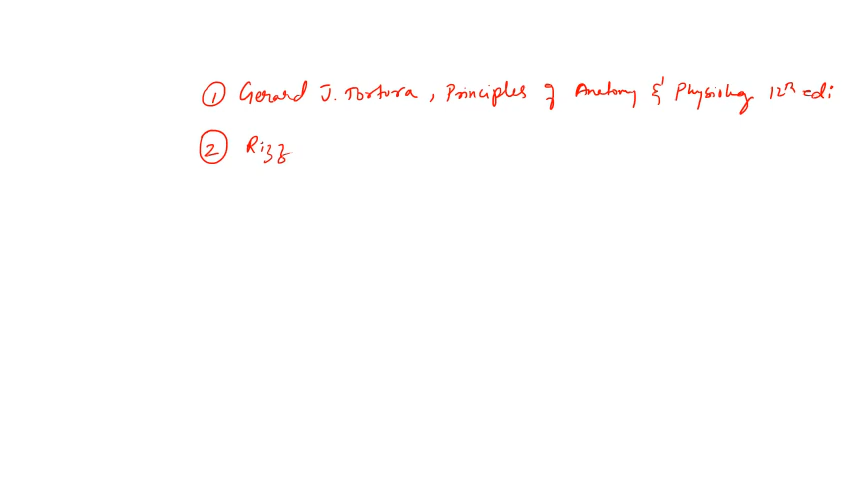 ① Gerard J. Tortora, Principles of Anatomy & Physiology 12th edi
② Rizz